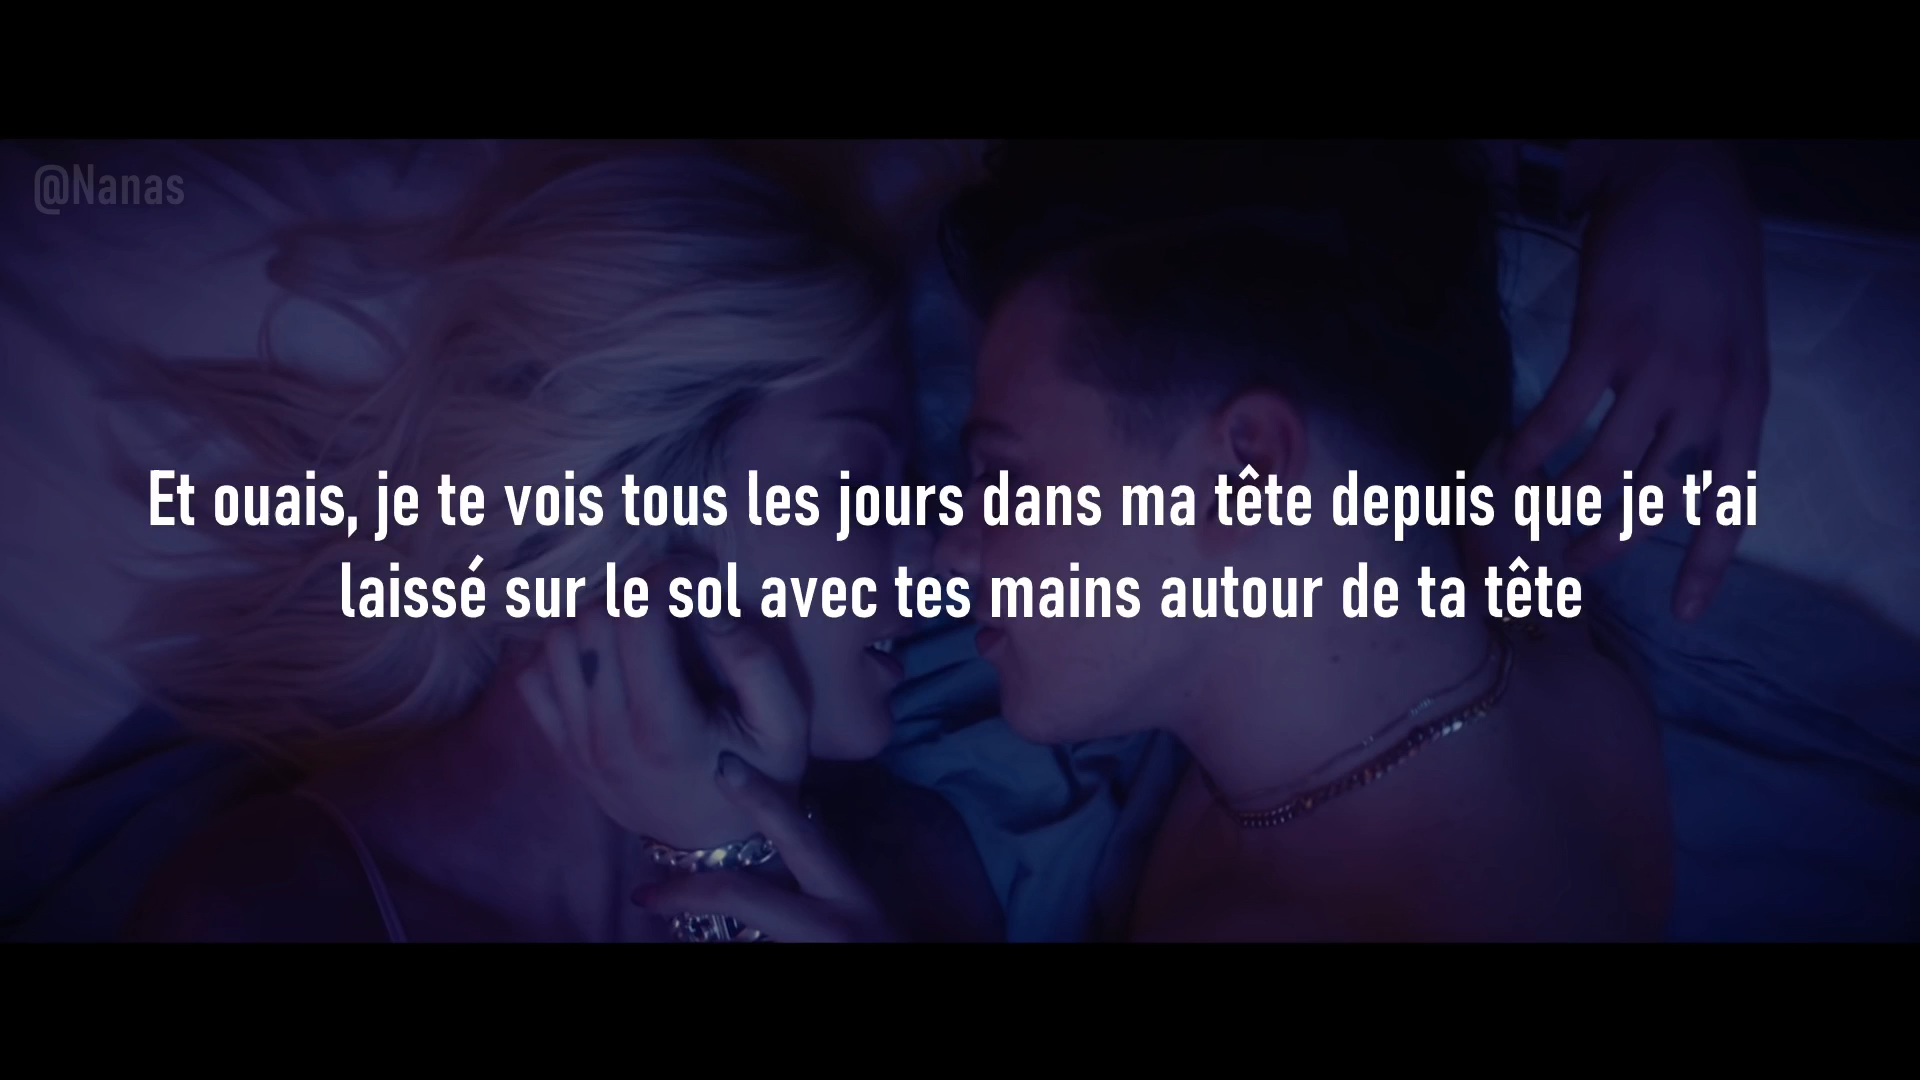 @Nanas
Et ouais, je te vois tous les jours dans ma tête depuis que je t'ai
laissé sur le sol avec tes mains autour de ta tête